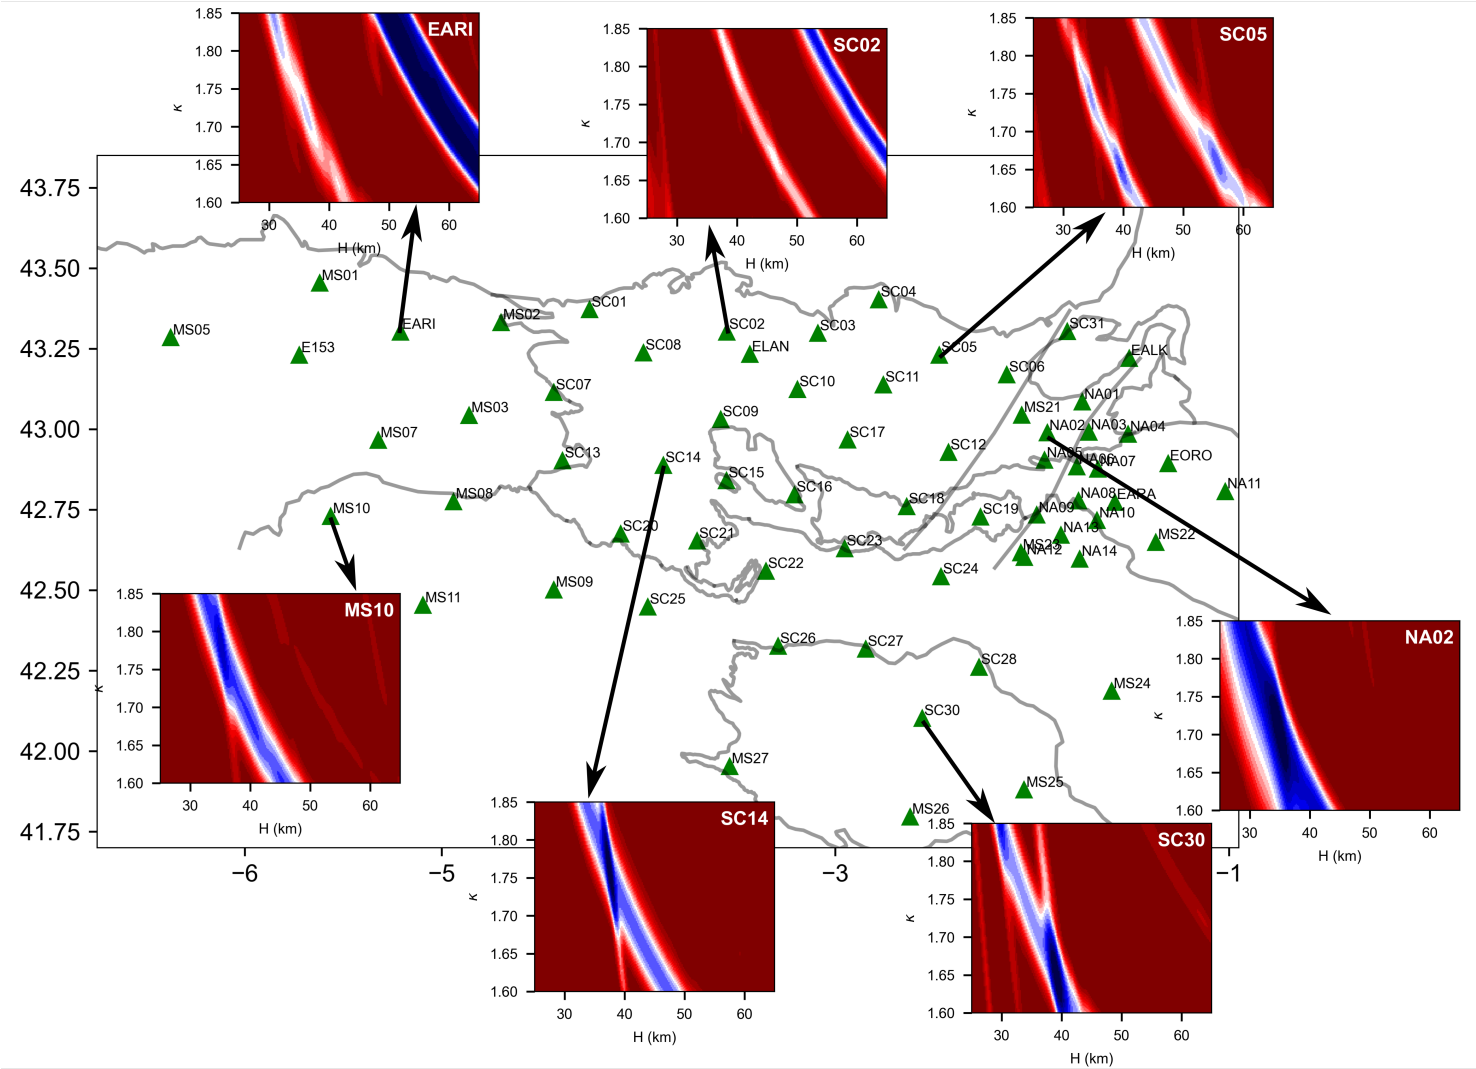 1.85
1.80
1.75
1.70
1.65
1.60
κ
EARI
30
40
50
60
H (km)
1.85
1.80
1.75
1.70
1.65
1.60
κ
SC02
30
40
50
60
H (km)
1.85
1.80
1.75
1.70
1.65
1.60
κ
SC05
30
40
50
60
H (km)
43.75
43.50
43.25
43.00
42.75
42.50
42.25
42.00
41.75
−6
−5
−3
−1
MS01
MS05
E153
EARI
MS02
SC01
SC02
SC03
SC04
SC08
ELAN
SC05
SC31
EALK
SC06
SC07
SC10
SC11
NA01
MS03
SC09
MS21
MS07
SC17
NA02
NA03
NA04
SC13
SC14
SC12
NA05
NA06
NA07
EORO
SC15
SC16
NA11
MS10
MS08
SC18
SC19
NA09
NA08
EARA
NA10
SC20
SC21
SC23
NA13
MS22
MS23
NA12
NA14
SC22
SC24
MS09
MS11
SC25
SC26
SC27
SC28
MS24
SC30
MS27
MS25
MS26
1.85
1.80
1.75
1.70
1.65
1.60
κ
MS10
30
40
50
60
H (km)
1.85
1.80
1.75
1.70
1.65
1.60
κ
NA02
30
40
50
60
H (km)
1.85
1.80
1.75
1.70
1.65
1.60
κ
SC14
30
40
50
60
H (km)
1.85
1.80
1.75
1.70
1.65
1.60
κ
SC30
30
40
50
60
H (km)